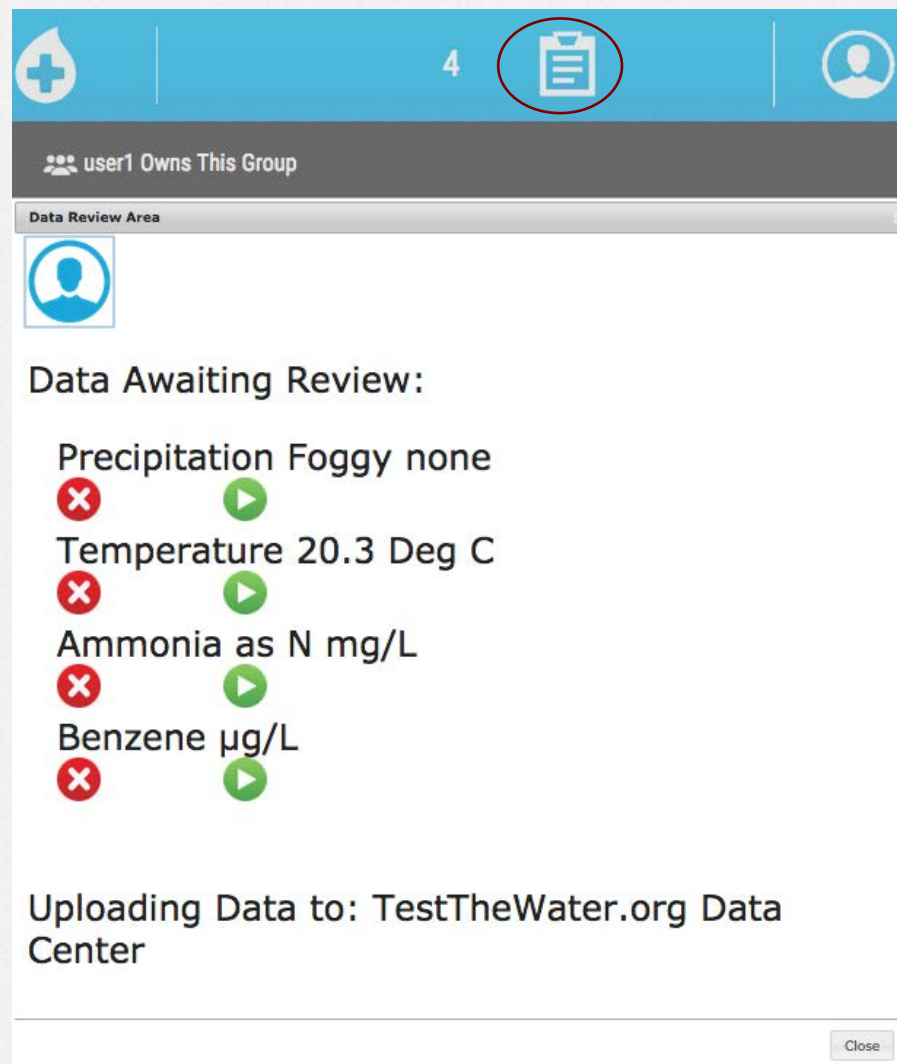 4
user1 Owns This Group
Data Review Area
Data Awaiting Review:
Precipitation Foggy none
Temperature 20.3 Deg C
Ammonia as N mg/L
Benzene µg/L
Uploading Data to: TestTheWater.org Data
Center
Close